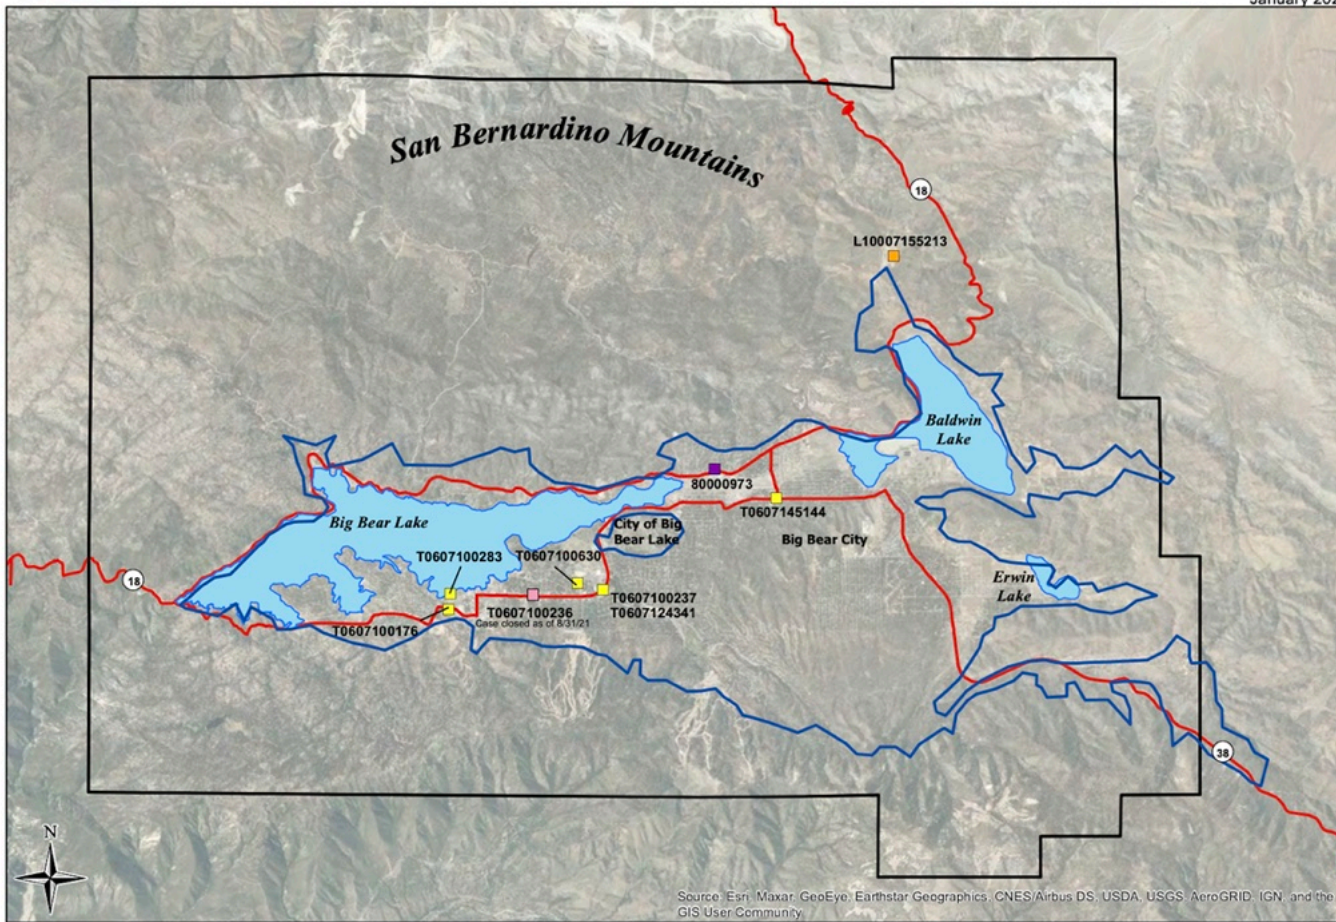 January 202
San Bernardino Mountains
18
L10007155213
Baldwin
Lake
80000973
T0607145144
Big Bear Lake
City of Big
Bear Lake
Big Bear City
T0607100283
T0607100630
Erwin
Lake
18
T0607100237
T0607124341
T0607100236
Case closed as of 8/31/21
T0607100176
38
N
Source: Esri, Maxar, GeoEye, Earthstar Geographics, CNES/Airbus DS, USDA, USGS, AeroGRID, IGN, and the
GIS User Community